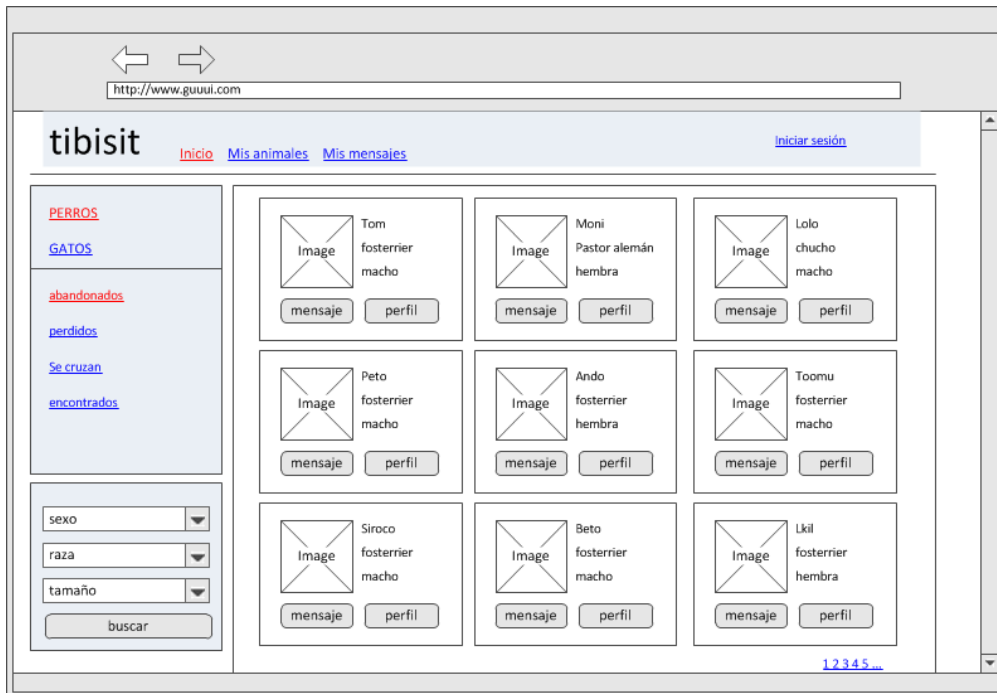 http://www.guuui.com
tibisit
Inicio Mis animales Mis mensajes
Iniciar sesión
PERROS
GATOS
abandonados
perdidos
Se cruzan
encontrados
sexo
raza
tamaño
buscar
Image
Tom
fosterrier
macho
mensaje perfil
Image
Moni
Pastor alemán
hembra
mensaje perfil
Image
Lolo
chucho
macho
mensaje perfil
Image
Peto
fosterrier
macho
mensaje perfil
Image
Ando
fosterrier
hembra
mensaje perfil
Image
Toomu
fosterrier
macho
mensaje perfil
Image
Siroco
fosterrier
macho
mensaje perfil
Image
Beto
fosterrier
macho
mensaje perfil
Image
Lkil
fosterrier
hembra
mensaje perfil
1 2 3 4 5 ...